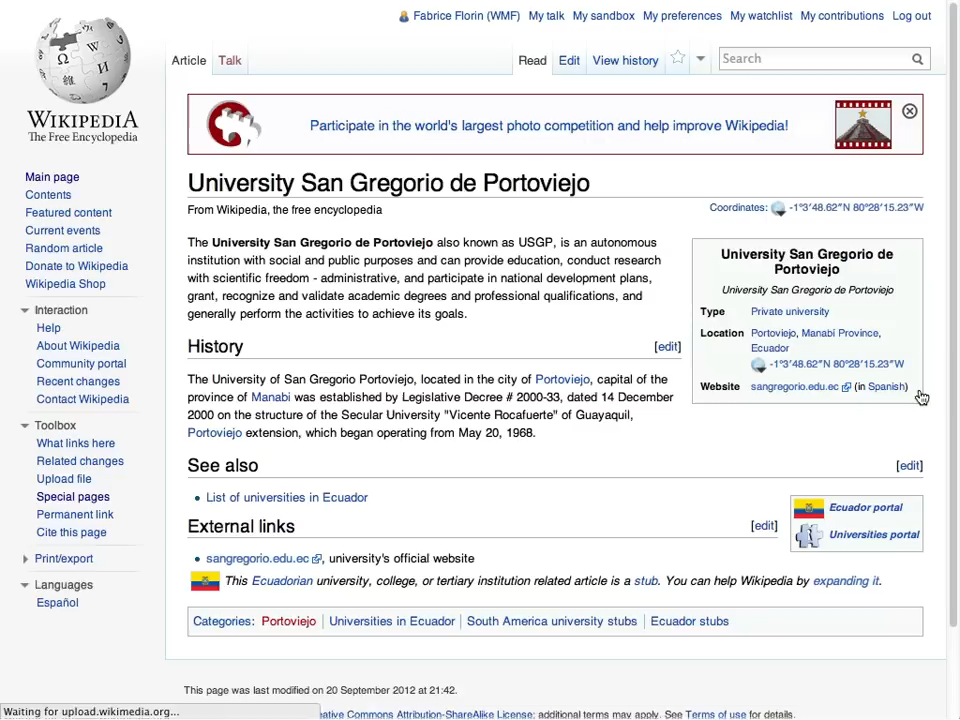 Fabrice Florin (WMF) My talk My sandbox My preferences My watchlist My contributions Log out
Article Talk Read Edit View history Search
WIKIPEDIA
The Free Encyclopedia
Main page
Contents
Featured content
Current events
Random article
Donate to Wikipedia
Wikipedia Shop
Interaction
Help
About Wikipedia
Community portal
Recent changes
Contact Wikipedia
Toolbox
What links here
Related changes
Upload file
Special pages
Permanent link
Cite this page
Print/export
Languages
Español
Participate in the world's largest photo competition and help improve Wikipedia!
University San Gregorio de Portoviejo
From Wikipedia, the free encyclopedia
Coordinates: -1°3′48.62″N 80°28′15.23″W
The University San Gregorio de Portoviejo also known as USGP, is an autonomous
institution with social and public purposes and can provide education, conduct research
with scientific freedom - administrative, and participate in national development plans,
grant, recognize and validate academic degrees and professional qualifications, and
generally perform the activities to achieve its goals.
University San Gregorio de
Portoviejo
University San Gregorio de Portoviejo
Type Private university
Location Portoviejo, Manabí Province,
Ecuador
-1°3′48.62″N 80°28′15.23″W
Website sangregorio.edu.ec (in Spanish)
History [edit]
The University of San Gregorio Portoviejo, located in the city of Portoviejo, capital of the
province of Manabi was established by Legislative Decree # 2000-33, dated 14 December
2000 on the structure of the Secular University "Vicente Rocafuerte" of Guayaquil,
Portoviejo extension, which began operating from May 20, 1968.
See also [edit]
List of universities in Ecuador
Ecuador portal
Universities portal
External links [edit]
sangregorio.edu.ec, university's official website
This Ecuadorian university, college, or tertiary institution related article is a stub. You can help Wikipedia by expanding it.
Categories: Portoviejo | Universities in Ecuador | South America university stubs | Ecuador stubs
This page was last modified on 20 September 2012 at 21:42.
Commons Attribution-ShareAlike License; additional terms may apply. See Terms of use for details.
Waiting for upload.wikimedia.org...